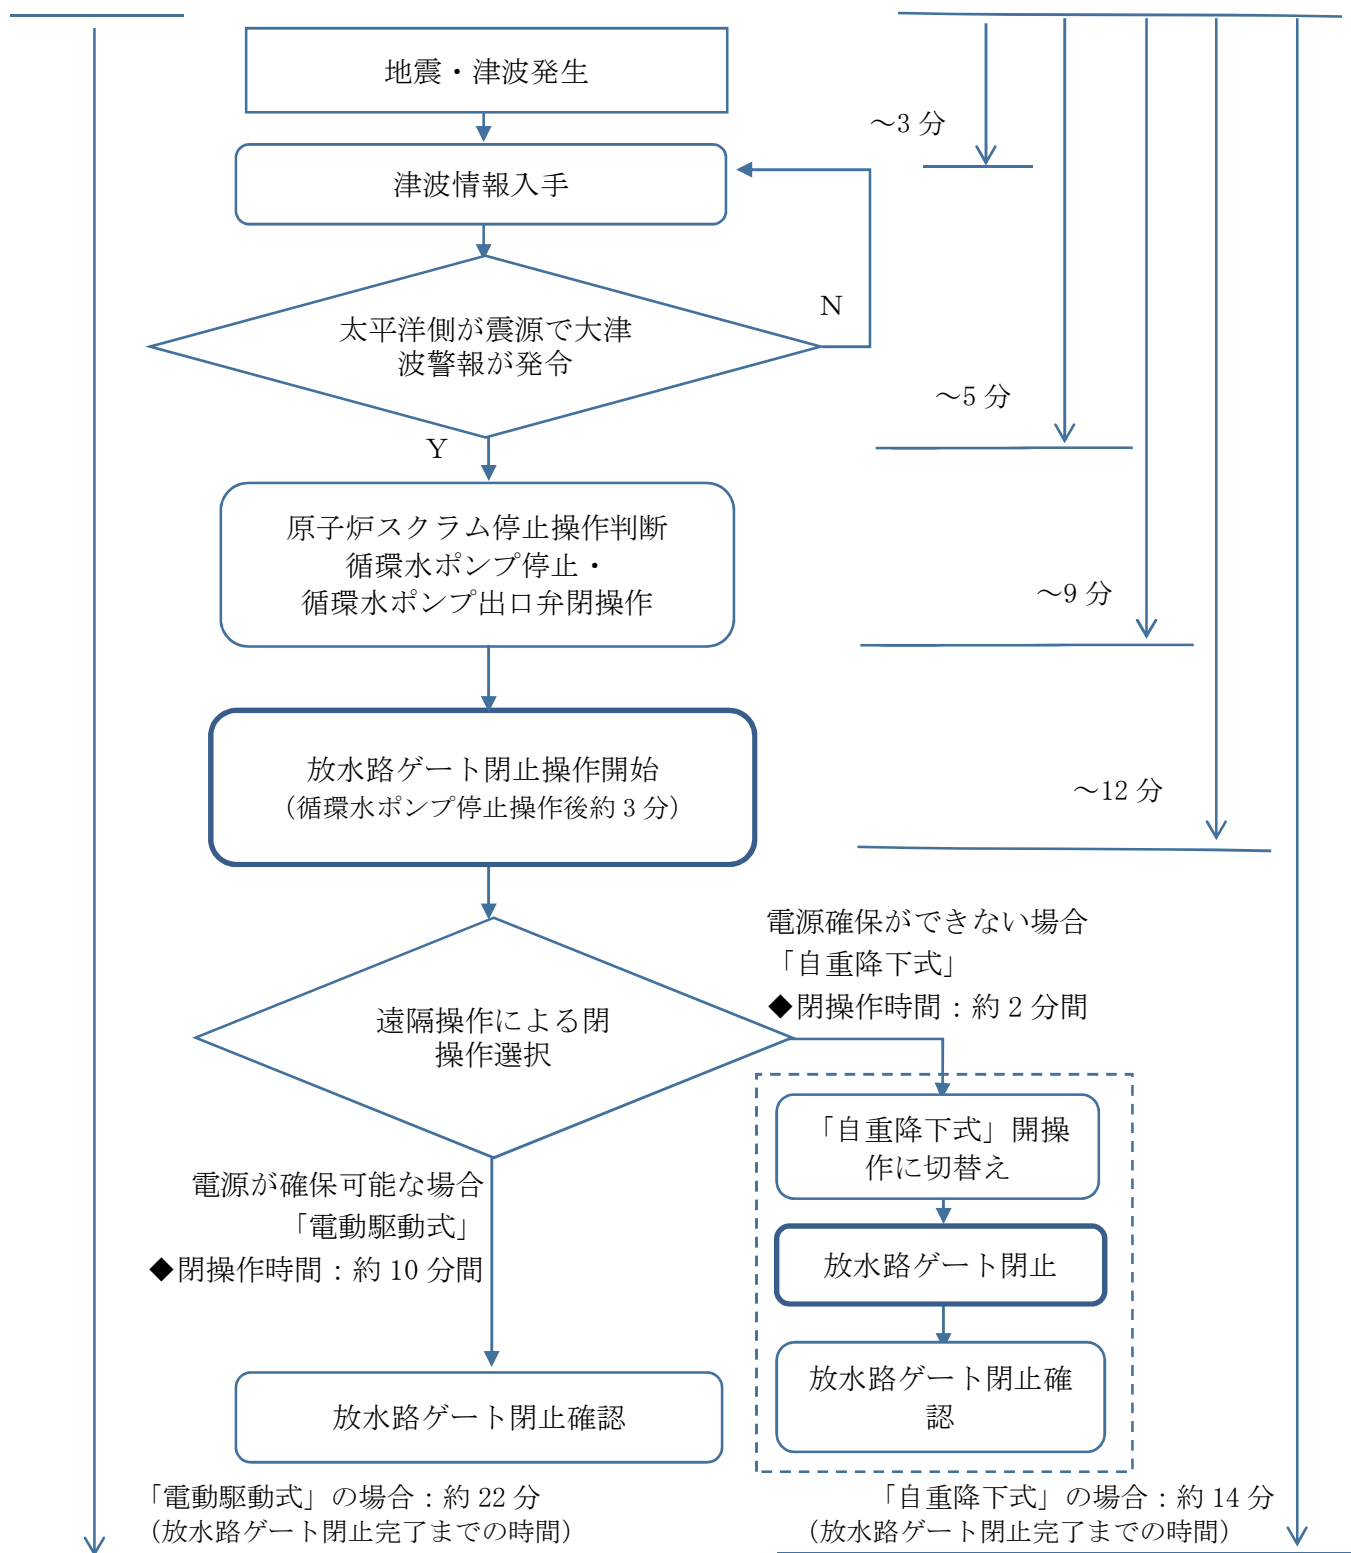 地震・津波発生
～3 分
津波情報入手
N
太平洋側が震源で大津
波警報が発令
～5 分
Y
原子炉スクラム停止操作判断
循環水ポンプ停止・
循環水ポンプ出口弁閉操作
～9 分
放水路ゲート閉止操作開始
（循環水ポンプ停止操作後約 3 分）
～12 分
電源確保ができない場合
「自重降下式」
◆閉操作時間：約 2 分間
遠隔操作による閉
操作選択
「自重降下式」開操
作に切替え
電源が確保可能な場合
「電動駆動式」
◆閉操作時間：約 10 分間
放水路ゲート閉止
放水路ゲート閉止確
認
放水路ゲート閉止確認
「電動駆動式」の場合：約 22 分
（放水路ゲート閉止完了までの時間）
「自重降下式」の場合：約 14 分
（放水路ゲート閉止完了までの時間）